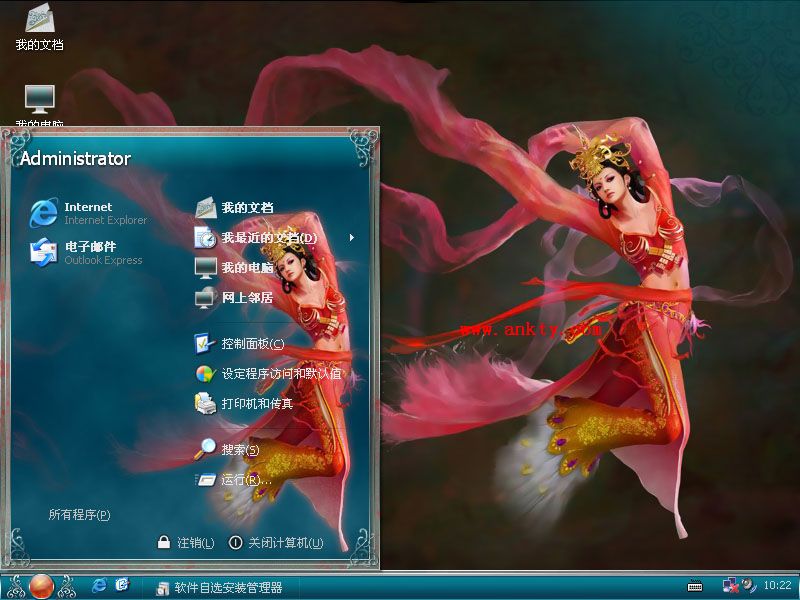 我的文档
我的电脑
Administrator
Internet
Internet Explorer
电子邮件
Outlook Express
我的文档
我最近的文档(D)
我的电脑
网上邻居
控制面板(C)
设定程序访问和默认值
打印机和传真
搜索(S)
运行(R)...
所有程序(P)
注销(L)
关闭计算机(U)
www.ankty.com
软件自选安装管理器
10:22